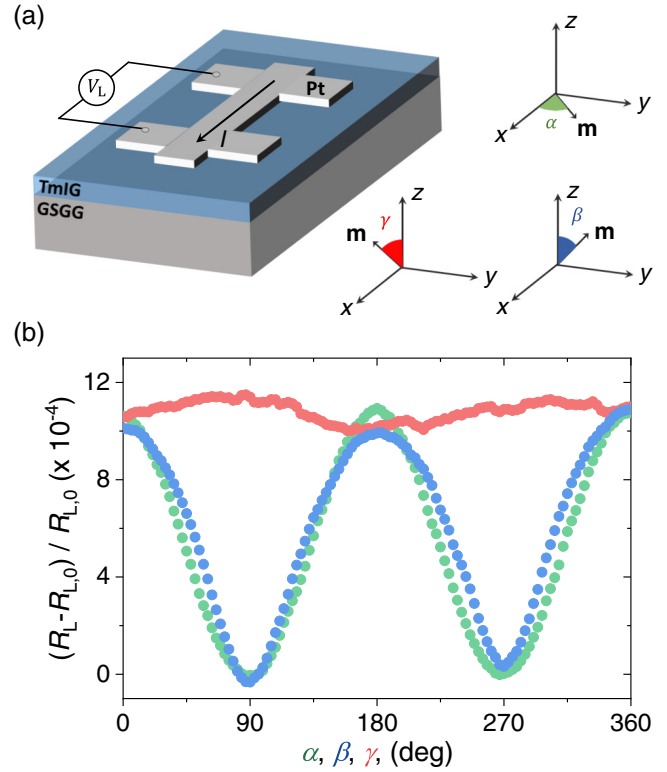 (a)
V_L
Pt
I
TmIG
GSGG
z
y
x
α
m
z
γ
m
y
x
z
β
m
y
x
(b)
12
8
4
0
(R_L-R_L,0) / R_L,0 (x 10^-4)
0 90 180 270 360
α, β, γ, (deg)